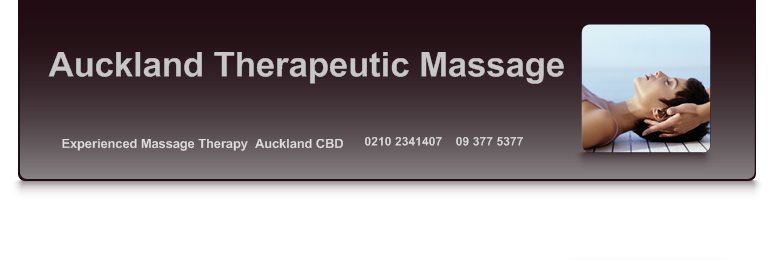 Auckland Therapeutic Massage
Experienced Massage Therapy  Auckland CBD  0210 2341407  09 377 5377